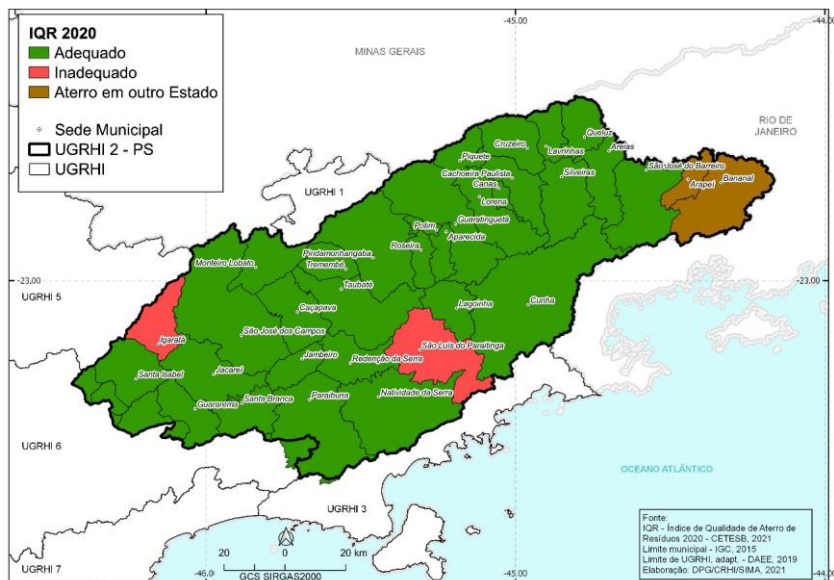 IQR 2020
Adequado
Inadequado
Aterro em outro Estado
Sede Municipal
UGRHI 2 - PS
UGRHI
-45.00
-44.00
MINAS GERAIS
RIO DE
JANEIRO
Queluz
Cruzeiro
Lavrinhas
Areias
Piquete
São José do Barreiro
Cachoeira Paulista
Silveiras
Bananal
Arapeí
Canas
UGRHI 1
Lorena
Guaratinguetá
Potim
Aparecida
Roseira
Pindamonhangaba
Monteiro Lobato
Tremembé
-23.00
-23.00
Taubaté
UGRHI 5
Lagoinha
Cunha
Caçapava
São José dos Campos
Igaratá
São Luís do Paraitinga
Jambeiro
Redenção da Serra
Santa Isabel
Jacareí
Guararema
Santa Branca
Paraibuna
Natividade da Serra
UGRHI 6
OCEANO ATLÂNTICO
UGRHI 3
UGRHI 7
20 0 20 km
GCS SIRGAS2000
-46.00
-45.00
-44.00
Fonte:
IQR - Índice de Qualidade de Aterro de
Resíduos 2020 - CETESB, 2021
Limite municipal - IGC, 2015
Limite de UGRHI, adapt. - DAEE, 2019
Elaboração: DPG/CRHi/SIMA, 2021